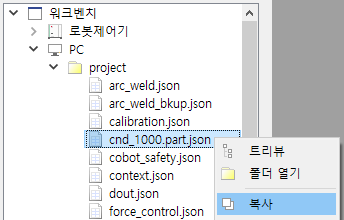 워크벤치
로봇제어기
PC
project
arc_weld.json
arc_weld_bkup.json
calibration.json
cnd_1000.part.json
cobot_safety.json
트리뷰
context.json
폴더 열기
dout.json
복사
force_control.json